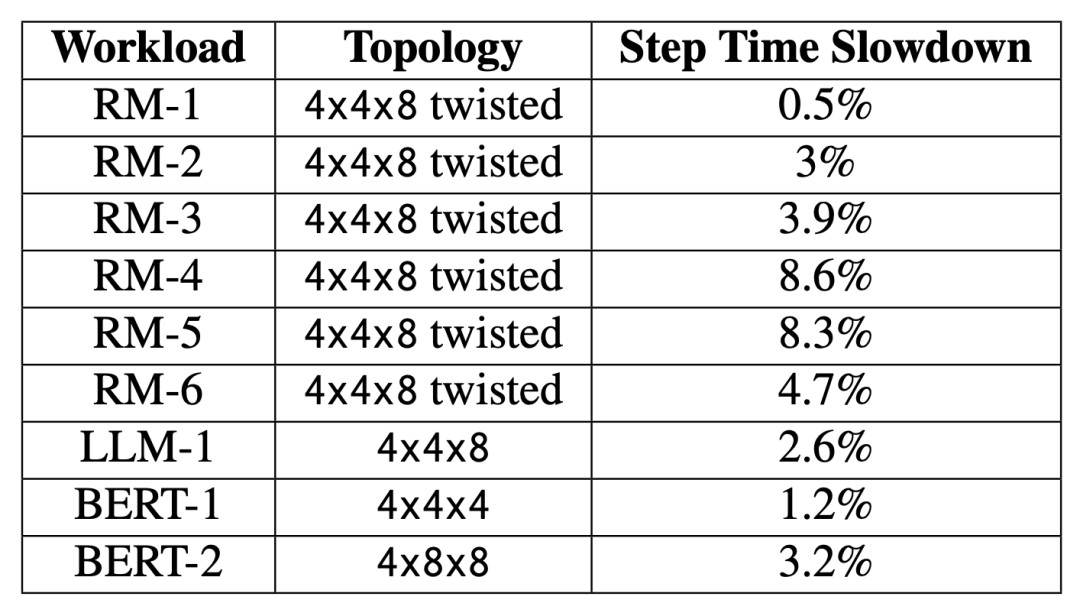 Workload Topology Step Time Slowdown
RM-1 4x4x8 twisted 0.5%
RM-2 4x4x8 twisted 3%
RM-3 4x4x8 twisted 3.9%
RM-4 4x4x8 twisted 8.6%
RM-5 4x4x8 twisted 8.3%
RM-6 4x4x8 twisted 4.7%
LLM-1 4x4x8 2.6%
BERT-1 4x4x4 1.2%
BERT-2 4x8x8 3.2%